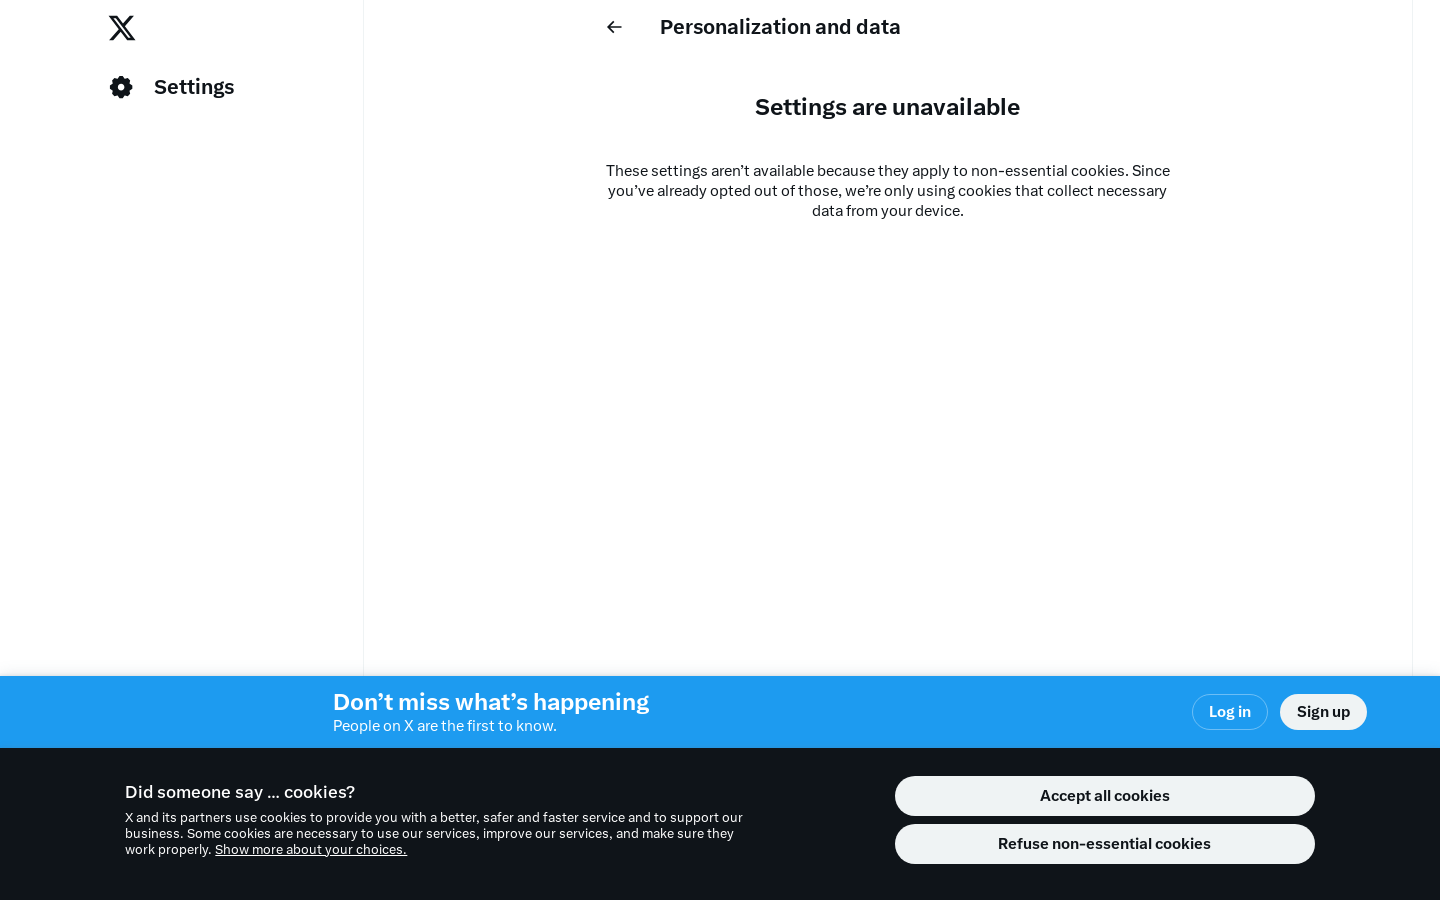 Settings
Personalization and data
Settings are unavailable
These settings aren’t available because they apply to non-essential cookies. Since
you’ve already opted out of those, we’re only using cookies that collect necessary
data from your device.
Don’t miss what’s happening
People on X are the first to know.
Log in
Sign up
Did someone say … cookies?
X and its partners use cookies to provide you with a better, safer and faster service and to support our
business. Some cookies are necessary to use our services, improve our services, and make sure they
work properly. Show more about your choices.
Accept all cookies
Refuse non-essential cookies